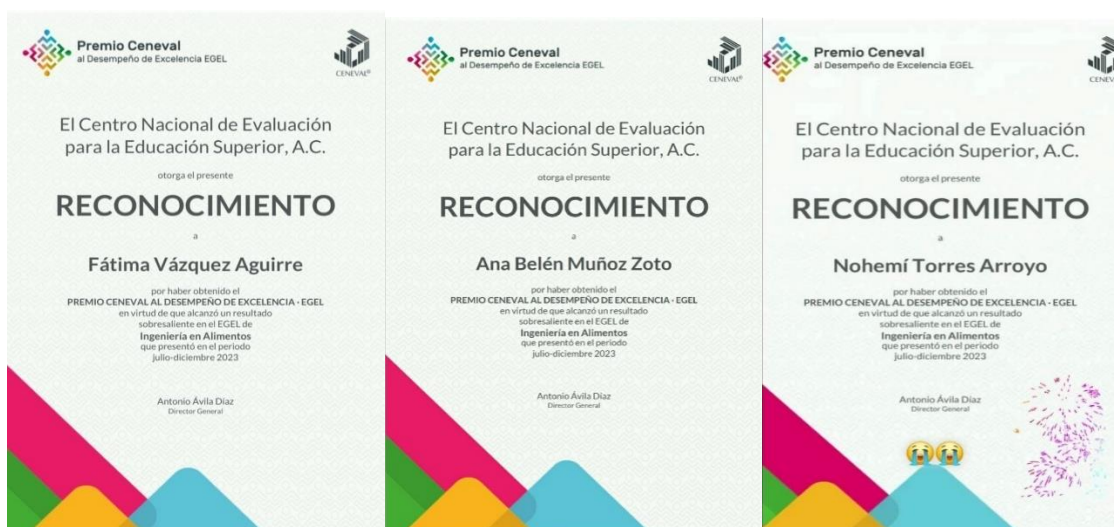 Premio Ceneval
al Desempeño de Excelencia EGEL
CENEVAL®
El Centro Nacional de Evaluación
para la Educación Superior, A.C.
otorga el presente
RECONOCIMIENTO
a
Fátima Vázquez Aguirre
por haber obtenido el
PREMIO CENEVAL AL DESEMPEÑO DE EXCELENCIA - EGEL
en virtud de que alcanzó un resultado
sobresaliente en el EGEL de
Ingeniería en Alimentos
que presentó en el periodo
julio-diciembre 2023
Antonio Ávila Díaz
Director General
Premio Ceneval
al Desempeño de Excelencia EGEL
CENEVAL®
El Centro Nacional de Evaluación
para la Educación Superior, A.C.
otorga el presente
RECONOCIMIENTO
a
Ana Belén Muñoz Zoto
por haber obtenido el
PREMIO CENEVAL AL DESEMPEÑO DE EXCELENCIA - EGEL
en virtud de que alcanzó un resultado
sobresaliente en el EGEL de
Ingeniería en Alimentos
que presentó en el periodo
julio-diciembre 2023
Antonio Ávila Díaz
Director General
Premio Ceneval
al Desempeño de Excelencia EGEL
CENEV
El Centro Nacional de Evaluación
para la Educación Superior, A.C.
otorga el presente
RECONOCIMIENTO
a
Nohemí Torres Arroyo
por haber obtenido el
PREMIO CENEVAL AL DESEMPEÑO DE EXCELENCIA - EGEL
en virtud de que alcanzó un resultado
sobresaliente en el EGEL de
Ingeniería en Alimentos
que presentó en el periodo
julio-diciembre 2023
Antonio Ávila Díaz
Director General